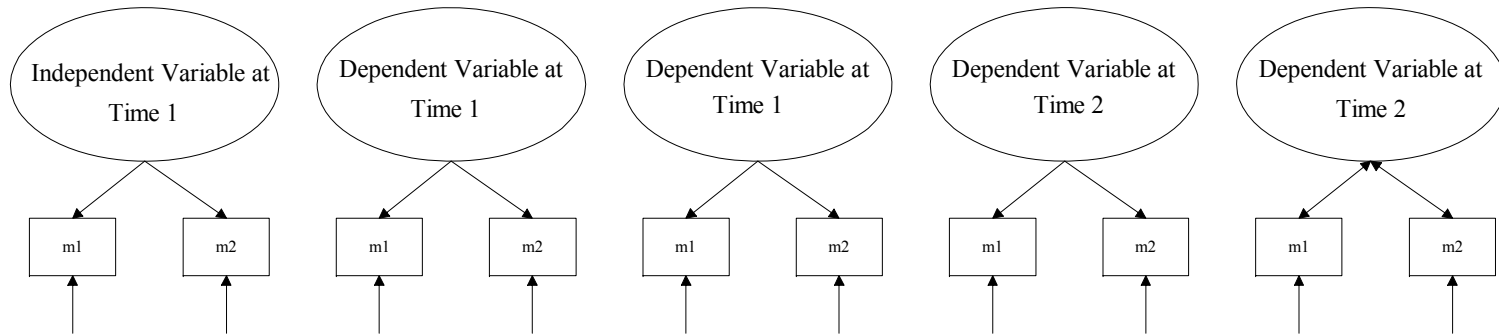 Independent Variable at
Time 1
Dependent Variable at
Time 1
Dependent Variable at
Time 1
Dependent Variable at
Time 2
Dependent Variable at
Time 2
m1
m2
m1
m2
m1
m2
m1
m2
m1
m2